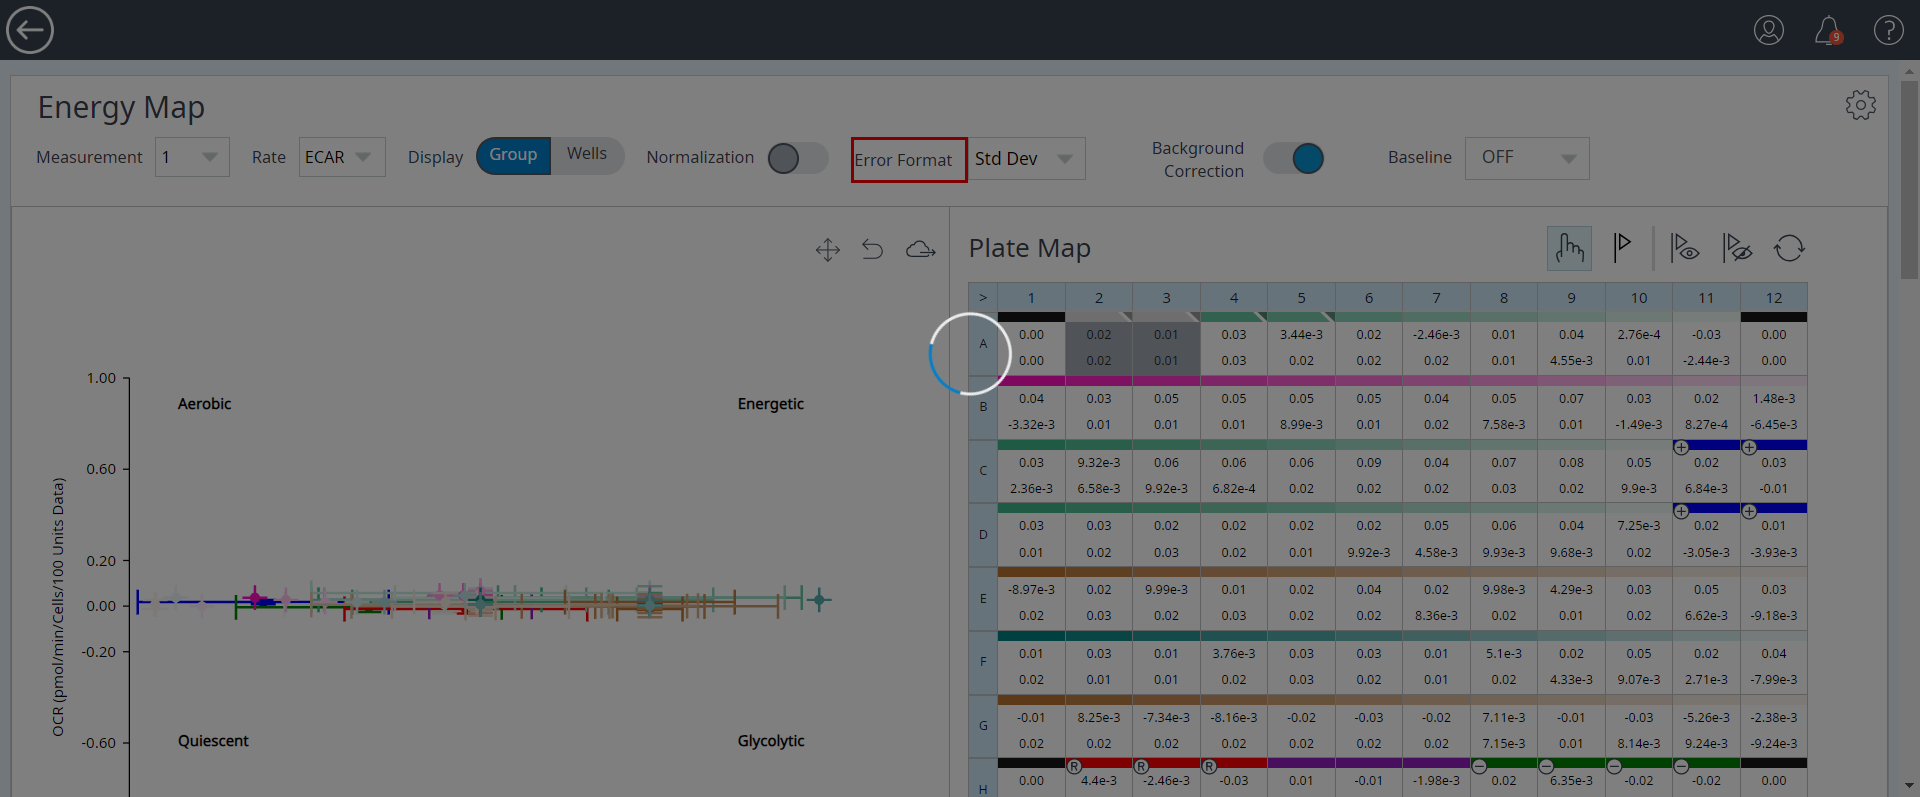 9
Energy Map
Measurement 1 Rate ECAR Display Group Wells Normalization Error Format Std Dev Background Correction Baseline OFF
Plate Map
> 1 2 3 4 5 6 7 8 9 10 11 12
A
0.00 0.02 0.01 0.03 3.44e-3 0.02 -2.46e-3 0.01 0.04 2.76e-4 -0.03 0.00
0.00 0.02 0.01 0.03 0.02 0.02 0.02 0.01 4.55e-3 0.01 -2.44e-3 0.00
B
0.04 0.03 0.05 0.05 0.05 0.05 0.04 0.05 0.07 0.03 0.02 1.48e-3
-3.32e-3 0.01 0.01 0.01 8.99e-3 0.01 0.02 7.58e-3 0.01 -1.49e-3 8.27e-4 -6.45e-3
C
+ +
0.03 9.32e-3 0.06 0.06 0.06 0.09 0.04 0.07 0.08 0.05 0.02 0.03
2.36e-3 6.58e-3 9.92e-3 6.82e-4 0.02 0.02 0.02 0.03 0.02 9.9e-3 6.84e-3 -0.01
D
+ +
0.03 0.03 0.02 0.02 0.02 0.02 0.05 0.06 0.04 7.25e-3 0.02 0.01
0.01 0.02 0.03 0.02 0.01 9.92e-3 4.58e-3 9.93e-3 9.68e-3 0.02 -3.05e-3 -3.93e-3
E
-8.97e-3 0.02 9.99e-3 0.01 0.02 0.04 0.02 9.98e-3 4.29e-3 0.03 0.05 0.03
0.02 0.03 0.02 0.03 0.02 0.02 8.36e-3 0.02 0.01 0.02 6.62e-3 -9.18e-3
F
0.01 0.03 0.01 3.76e-3 0.03 0.03 0.01 5.1e-3 0.02 0.05 0.02 0.04
0.02 0.01 0.01 0.02 0.03 0.02 0.01 0.02 4.33e-3 9.07e-3 2.71e-3 -7.99e-3
G
-0.01 8.25e-3 -7.34e-3 -8.16e-3 -0.02 -0.03 -0.02 7.11e-3 -0.01 -0.03 -5.26e-3 -2.38e-3
0.02 0.02 0.02 0.02 0.02 0.02 0.02 7.15e-3 0.01 8.14e-3 9.24e-3 -9.24e-3
H
R R R − − − −
0.00 4.4e-3 -2.46e-3 -0.03 0.01 -0.01 -1.98e-3 0.02 6.35e-3 -0.02 -0.02 0.00
OCR (pmol/min/Cells/100 Units Data)
1.00
0.60
0.20
0.00
-0.20
-0.60
Aerobic Energetic
Quiescent Glycolytic